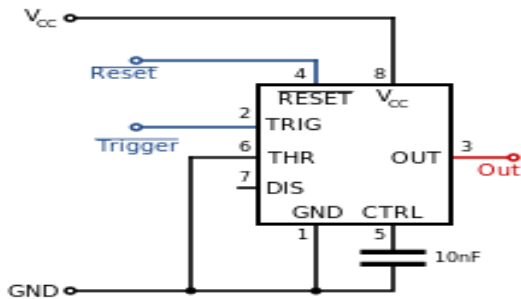 VCC
Reset
4
8
RESET
VCC
2
TRIG
Trigger
6
THR
OUT
3
Out
7
DIS
GND
CTRL
1
5
10nF
GND